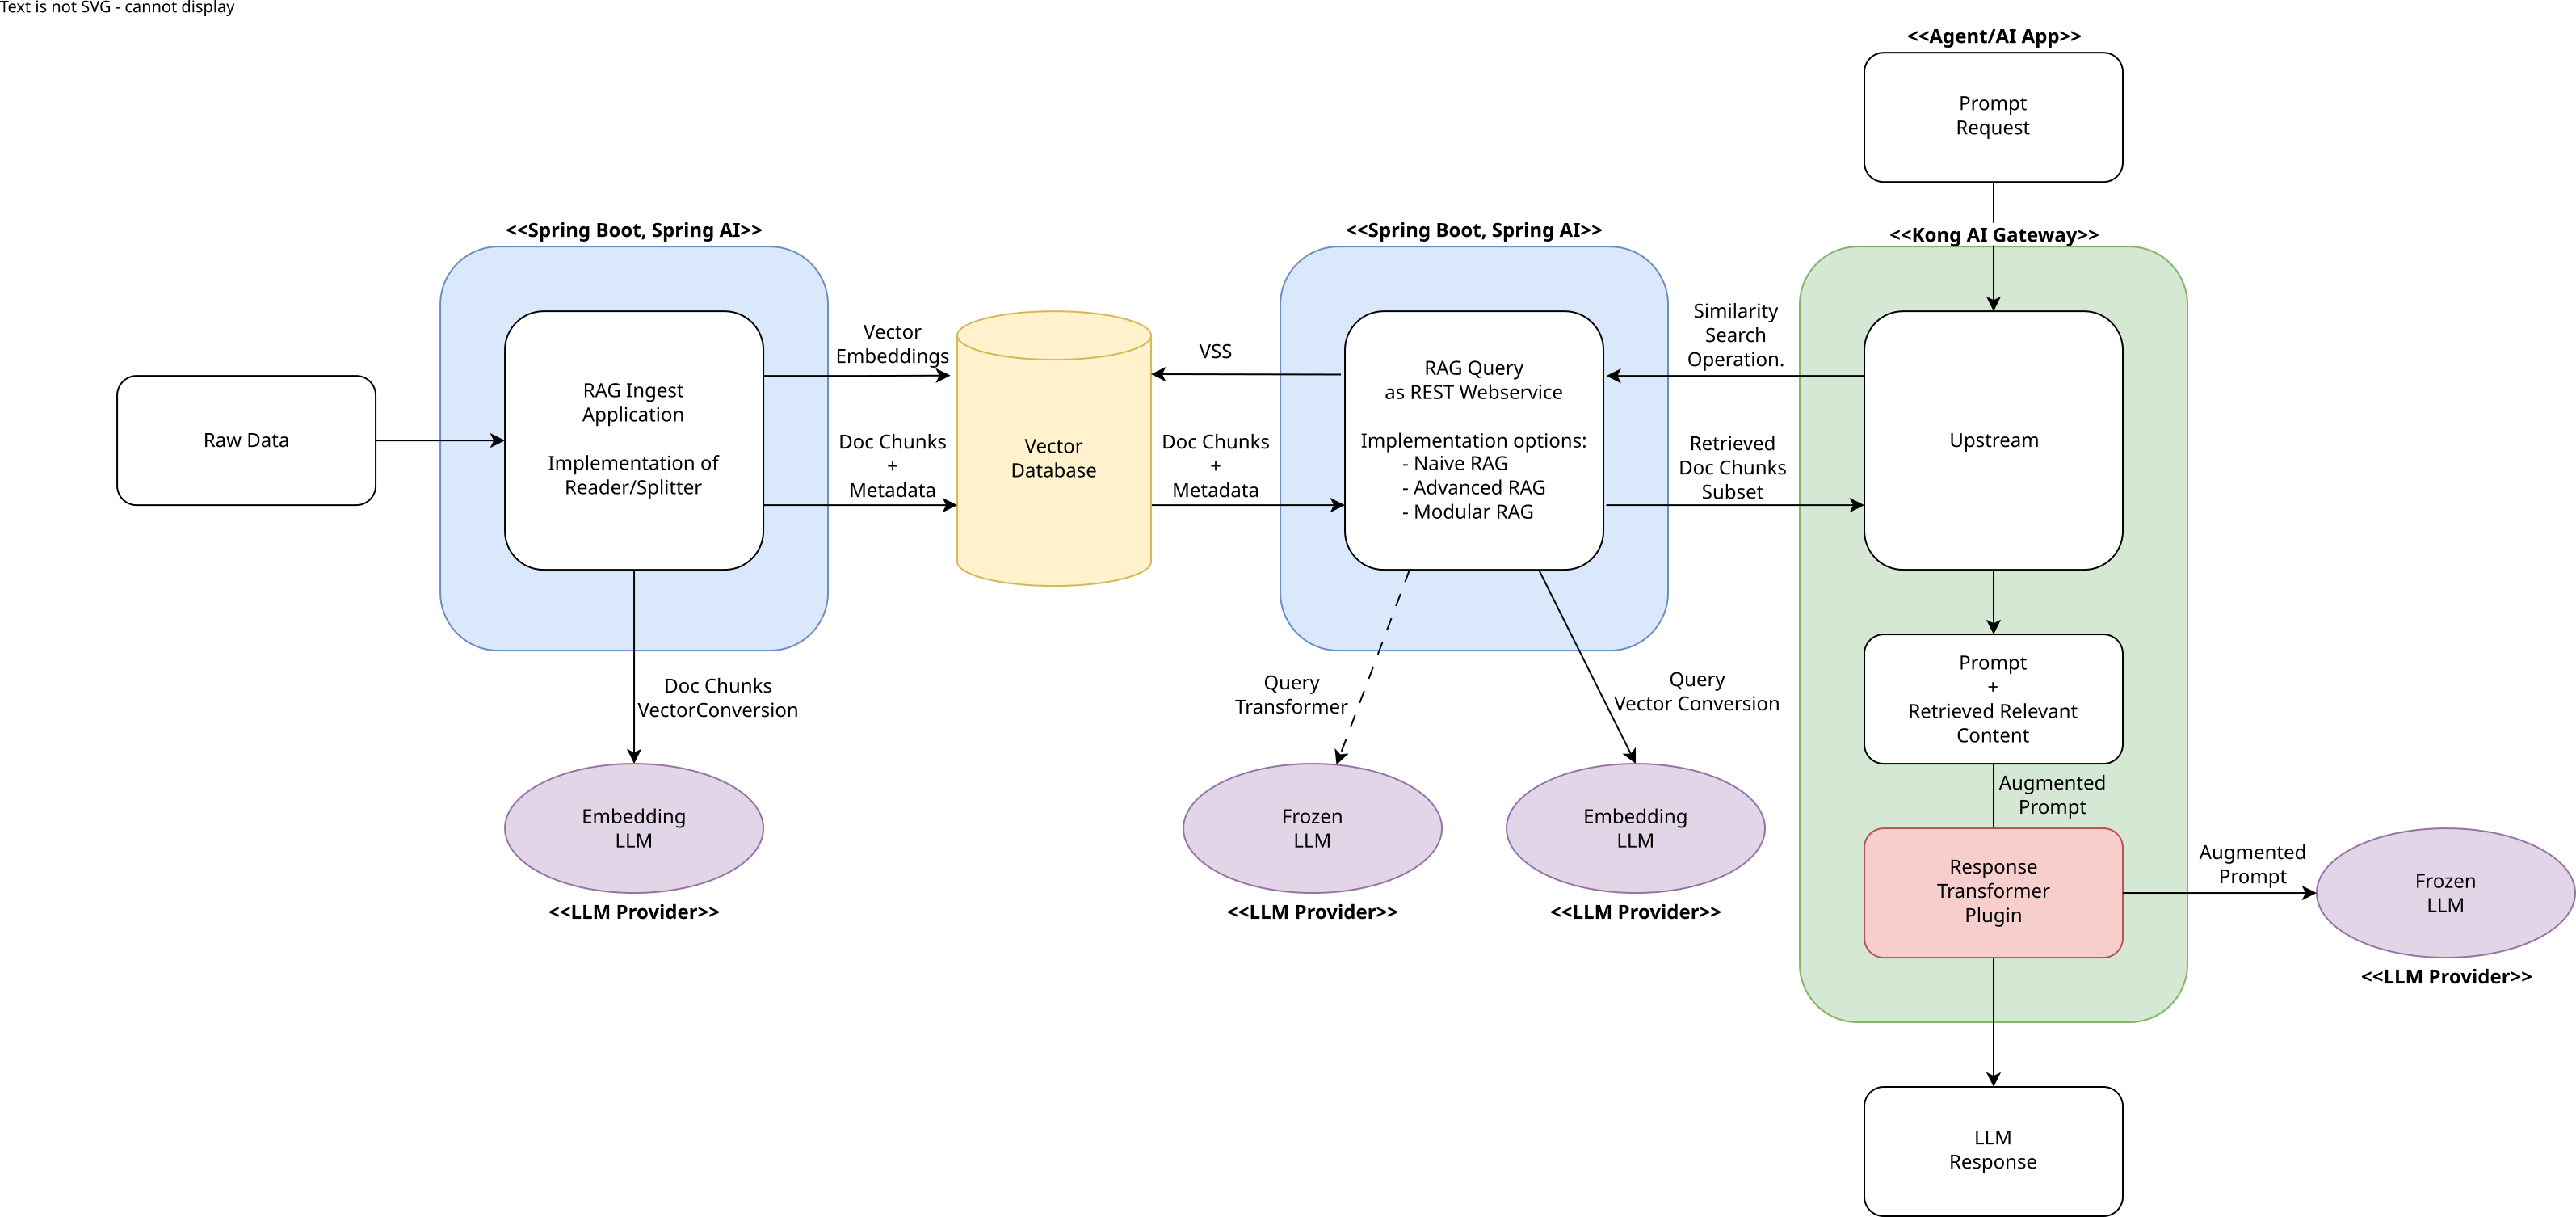 Text is not SVG - cannot display
<<Agent/AI App>>
Prompt
Request
<<Spring Boot, Spring AI>>
<<Spring Boot, Spring AI>>
<<Kong AI Gateway>>
Raw Data
RAG Ingest
Application
Implementation of
Reader/Splitter
Vector
Embeddings
Doc Chunks
+
Metadata
Vector
Database
VSS
Doc Chunks
+
Metadata
RAG Query
as REST Webservice
Implementation options:
- Naive RAG
- Advanced RAG
- Modular RAG
Similarity
Search
Operation.
Retrieved
Doc Chunks
Subset
Upstream
Doc Chunks
VectorConversion
Query
Transformer
Query
Vector Conversion
Prompt
+
Retrieved Relevant
Content
Augmented
Prompt
Embedding
LLM
<<LLM Provider>>
Frozen
LLM
<<LLM Provider>>
Embedding
LLM
<<LLM Provider>>
Response
Transformer
Plugin
Augmented
Prompt
Frozen
LLM
<<LLM Provider>>
LLM
Response